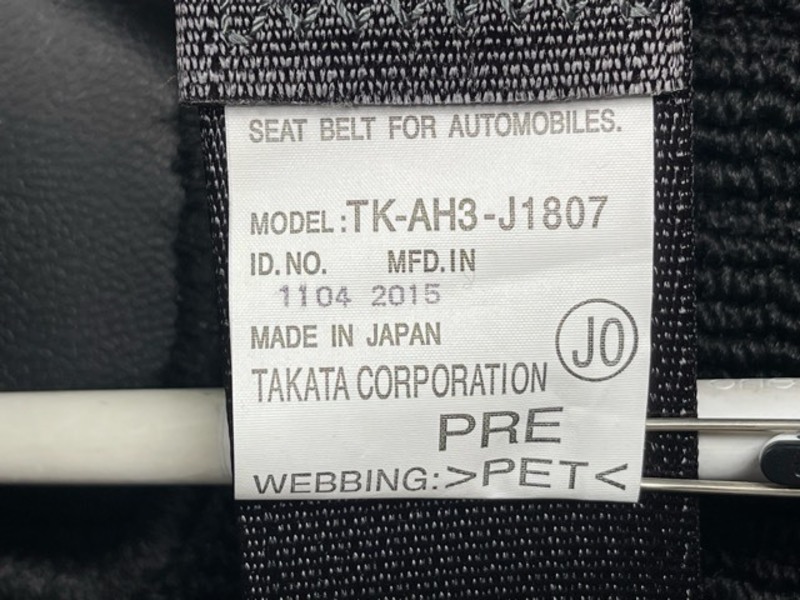 SEAT BELT FOR AUTOMOBILES.
MODEL:TK-AH3-J1807
ID.NO. MFD.IN
1104 2015
MADE IN JAPAN
J0
TAKATA CORPORATION
PRE
WEBBING:>PET<